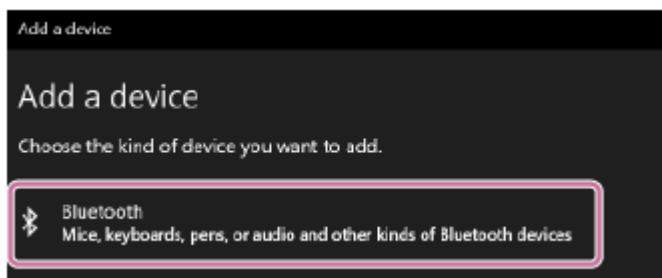 Add a device
Add a device
Choose the kind of device you want to add.
Bluetooth
Mice, keyboards, pens, or audio and other kinds of Bluetooth devices